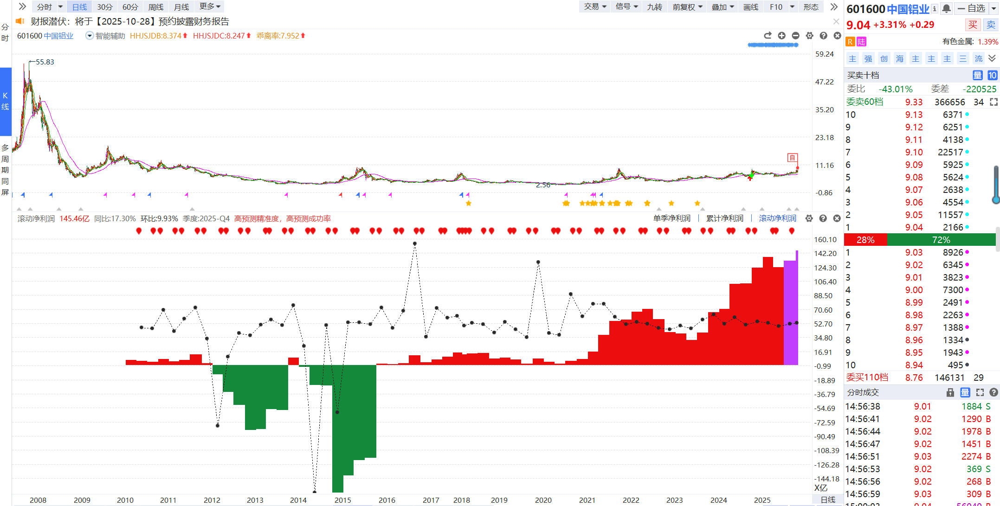 分时 日线 30分 60分 周线 月线 更多 交易 信号 九转 前复权 叠加 画线 F10 形态
财报潜伏：将于【2025-10-28】预约披露财务报告
601600 中国铝业 智能辅助 HHJSJDB:8.374 HHJSJDC:8.247 乖离率:7.952
分时
K线
多周期同屏
55.83
2.56
自
59.24
47.22
35.20
23.18
11.16
-0.86
滚动净利润 145.46亿 同比:17.30% 环比:9.93% 季度:2025-Q4 高预测精准度，高预测成功率 单季净利润 累计净利润 滚动净利润
160.10
142.20
124.30
106.40
88.50
70.60
52.70
34.80
16.91
-0.99
-18.89
-36.79
-54.69
-72.59
-90.49
-108.39
-126.28
-144.18
X亿
2008 2009 2010 2011 2012 2013 2014 2015 2016 2017 2018 2019 2020 2021 2022 2023 2024 2025 日线
601600 中国铝业 自选
9.04 +3.31% +0.29 买 卖
R 陆 有色金属: 1.39%
主 强 创 海 主 主 主 三 流
买卖十档 量 10
委比 -43.01% 委差 -220525
委卖60档 9.33 366656 34
10 9.13 6371
9 9.12 6251
8 9.11 4138
7 9.10 22517
6 9.09 5925
5 9.08 5624
4 9.07 2638
3 9.06 4554
2 9.05 11557
1 9.04 2166
28% 72%
1 9.03 8926
2 9.02 6345
3 9.01 3823
4 9.00 7300
5 8.99 2491
6 8.98 2263
7 8.97 1388
8 8.96 1334
9 8.95 1943
10 8.94 495
委买110档 8.76 146131 29
分时成交 量
14:56:38 9.01 1884 S
14:56:41 9.02 1290 B
14:56:44 9.02 1978 B
14:56:47 9.02 1451 B
14:56:51 9.03 2274 B
14:56:53 9.02 369 S
14:56:56 9.02 268 B
14:56:59 9.03 309 B